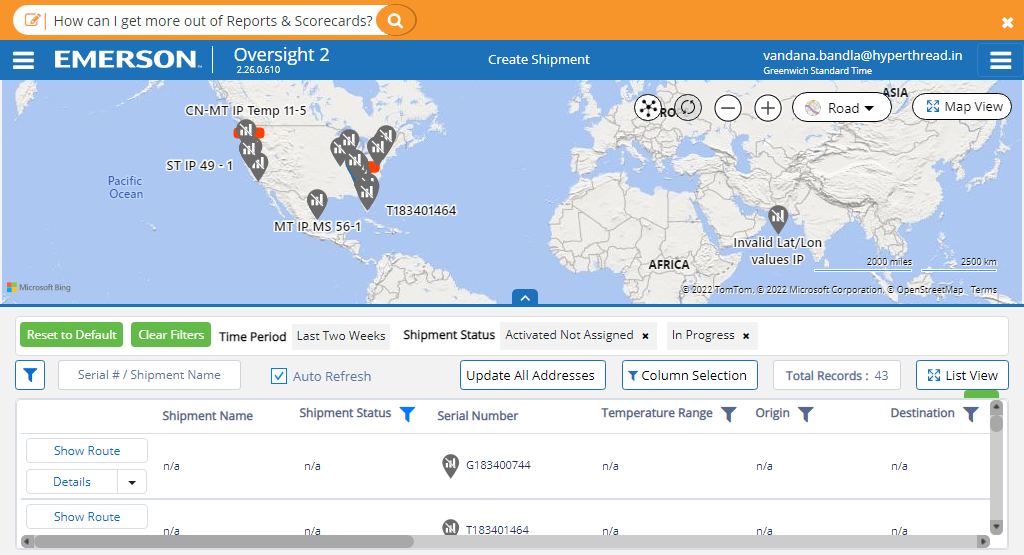 How can I get more out of Reports & Scorecards?
EMERSON
Oversight 2
2.26.0.610
Create Shipment
vandana.bandla@hyperthread.in
Greenwich Standard Time
CN-MT IP Temp 11-5
ST IP 49 - 1
Pacific
Ocean
MT IP MS 56-1
T183401464
ASIA
Road
Map View
Invalid Lat/Lon
values IP
AFRICA
2000 miles
2500 km
Microsoft Bing
© 2022 TomTom, © 2022 Microsoft Corporation, © OpenStreetMap Terms
Reset to Default
Clear Filters
Time Period
Last Two Weeks
Shipment Status
Activated Not Assigned ×
In Progress ×
Serial # / Shipment Name
Auto Refresh
Update All Addresses
Column Selection
Total Records : 43
List View
Shipment Name
Shipment Status
Serial Number
Temperature Range
Origin
Destination
Show Route
Details
n/a
n/a
G183400744
n/a
n/a
n/a
Show Route
n/a
n/a
T183401464
n/a
n/a
n/a